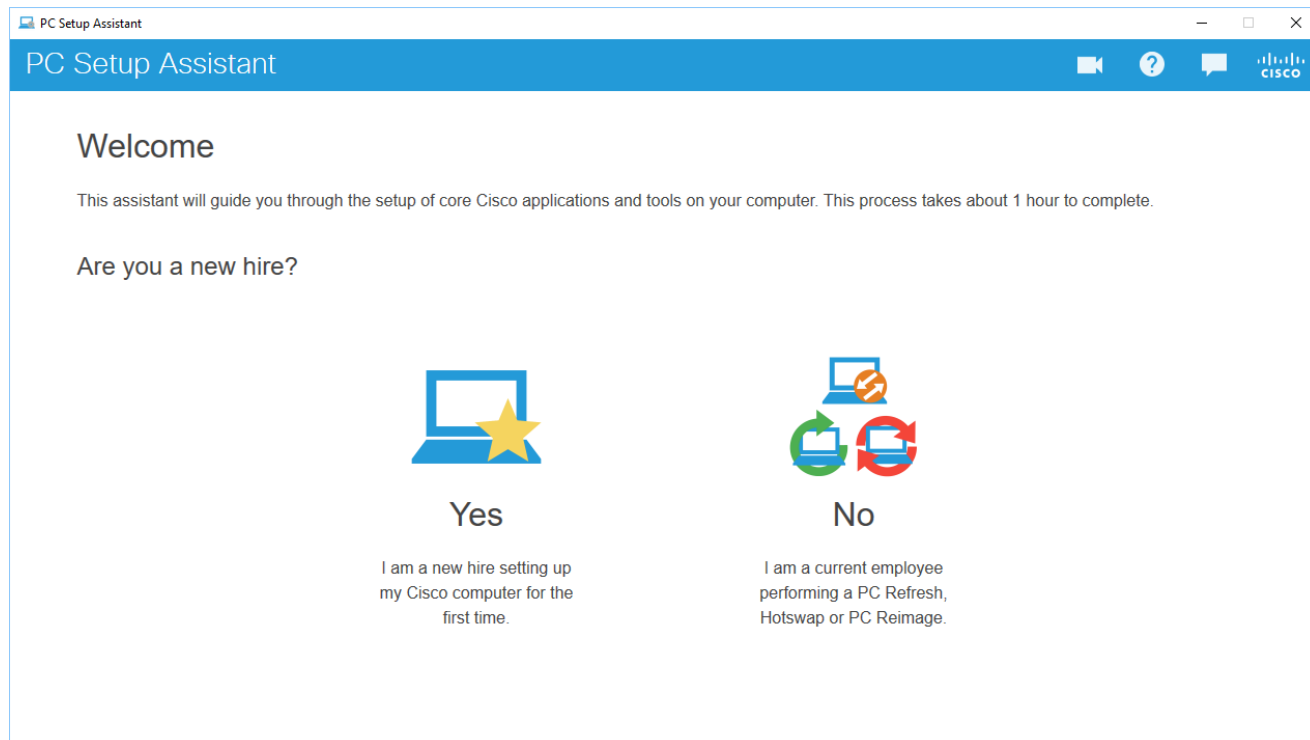 PC Setup Assistant
PC Setup Assistant
CISCO
Welcome
This assistant will guide you through the setup of core Cisco applications and tools on your computer. This process takes about 1 hour to complete.
Are you a new hire?
Yes
I am a new hire setting up
my Cisco computer for the
first time.
No
I am a current employee
performing a PC Refresh,
Hotswap or PC Reimage.